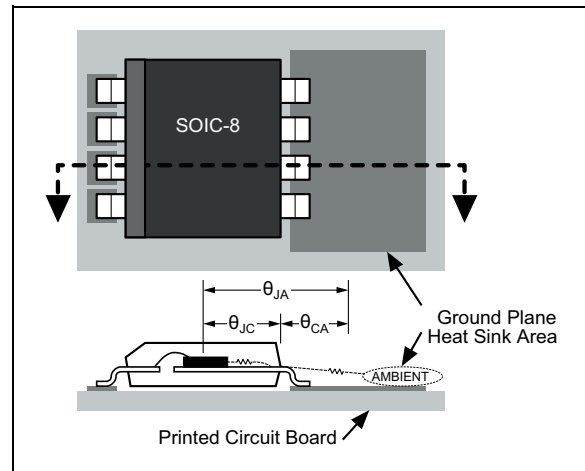 SOIC-8
θJA
θJC
θCA
Ground Plane
Heat Sink Area
AMBIENT
Printed Circuit Board